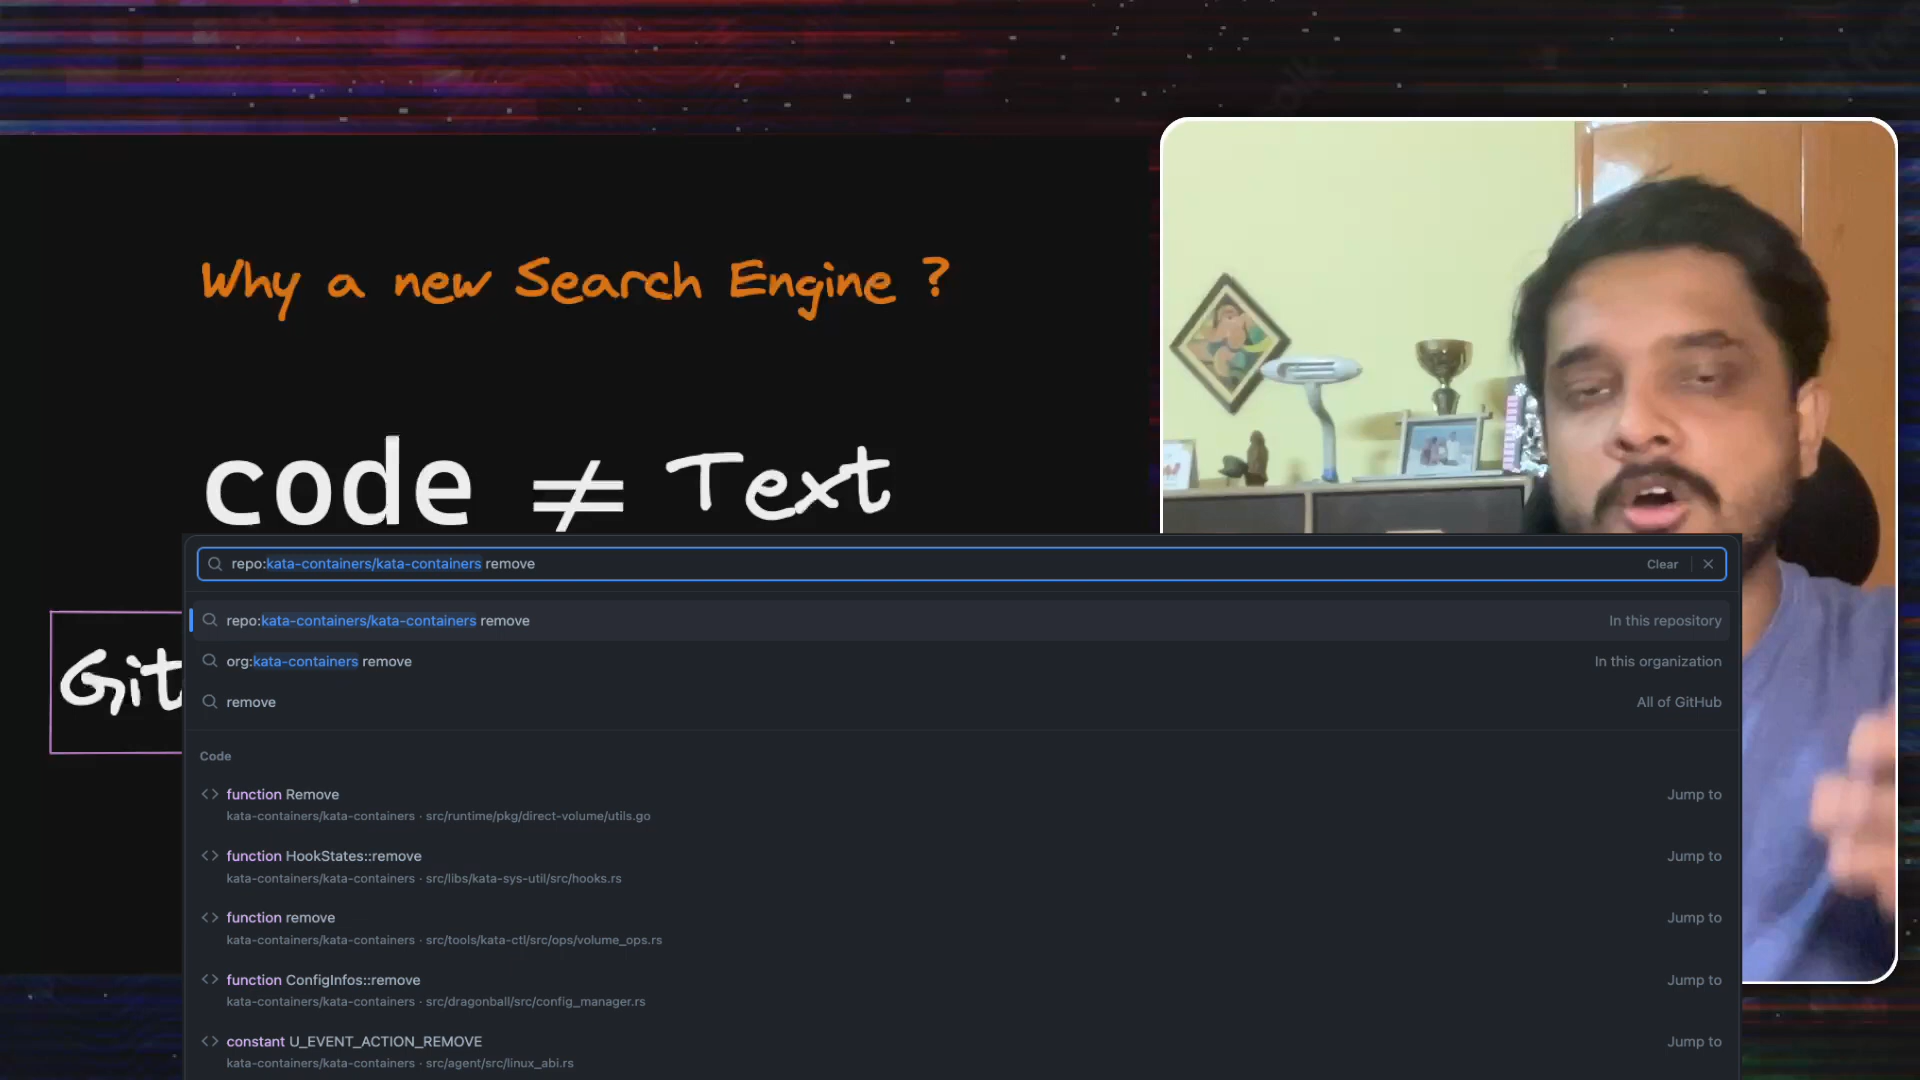 Why a new Search Engine ?
code ≠ Text
Git
repo:kata-containers/kata-containers remove
Clear
repo:kata-containers/kata-containers remove
In this repository
org:kata-containers remove
In this organization
remove
All of GitHub
Code
function Remove
Jump to
kata-containers/kata-containers · src/runtime/pkg/direct-volume/utils.go
function HookStates::remove
Jump to
kata-containers/kata-containers · src/libs/kata-sys-util/src/hooks.rs
function remove
Jump to
kata-containers/kata-containers · src/tools/kata-ctl/src/ops/volume_ops.rs
function ConfigInfos::remove
Jump to
kata-containers/kata-containers · src/dragonball/src/config_manager.rs
constant U_EVENT_ACTION_REMOVE
Jump to
kata-containers/kata-containers · src/agent/src/linux_abi.rs